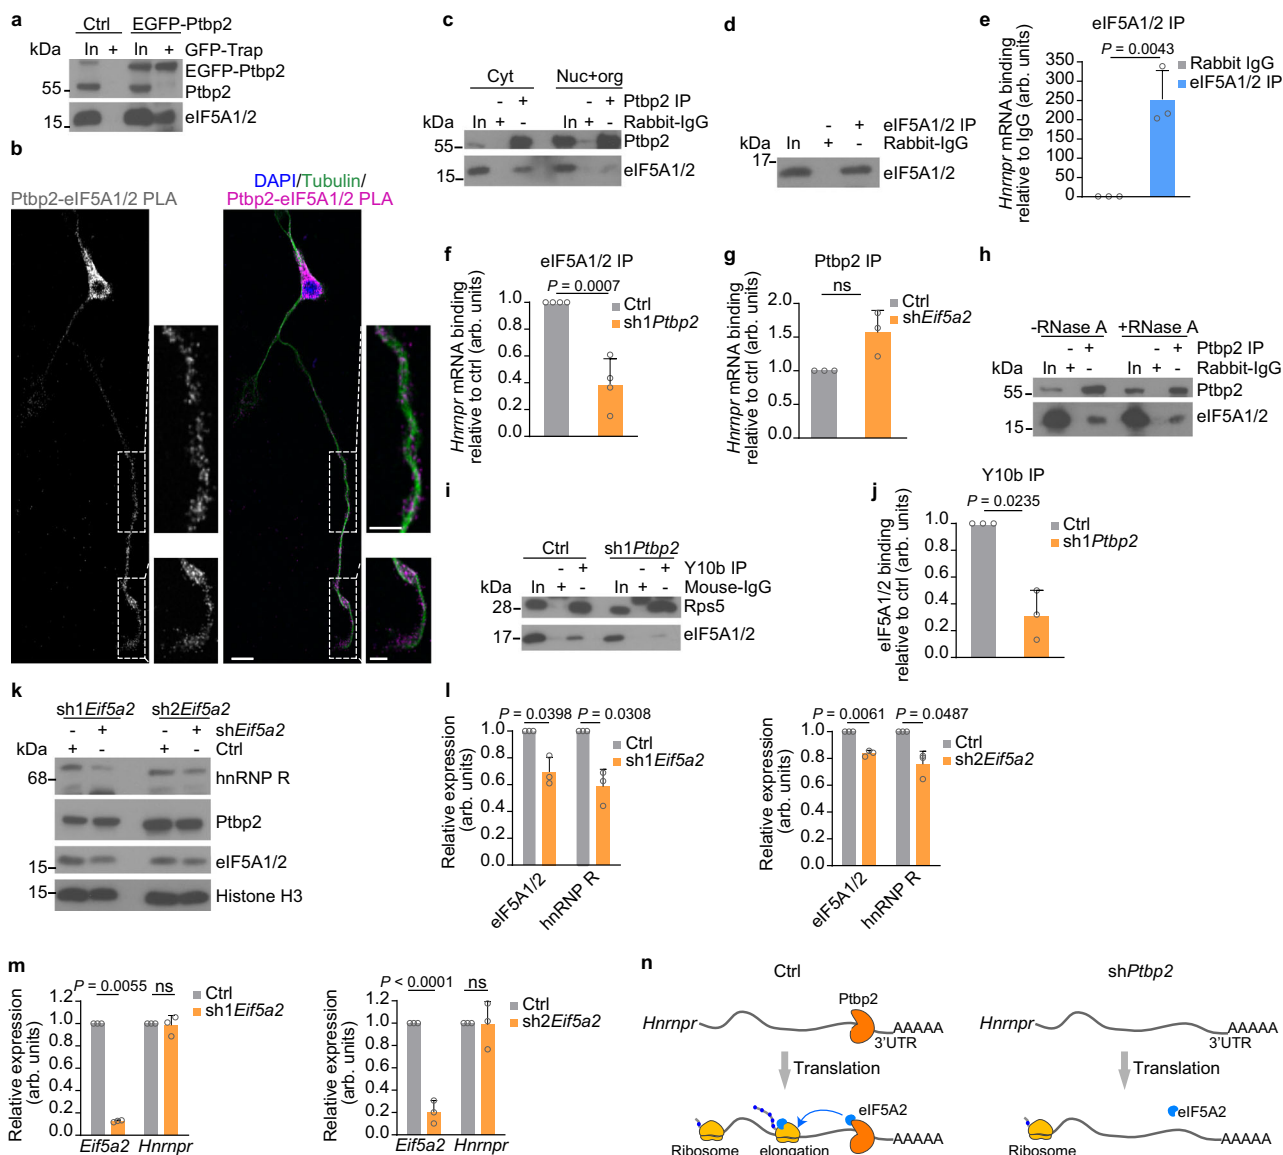 a
Ctrl EGFP-Ptbp2
kDa In + In + GFP-Trap
EGFP-Ptbp2
55 Ptbp2
15 eIF5A1/2
b
Ptbp2-eIF5A1/2 PLA
DAPI/Tubulin/
Ptbp2-eIF5A1/2 PLA
c
Cyt Nuc+org
- + - + Ptbp2 IP
kDa In + - In + - Rabbit-IgG
55 Ptbp2
15 eIF5A1/2
d
- + eIF5A1/2 IP
kDa In + - Rabbit-IgG
17
eIF5A1/2
e
eIF5A1/2 IP
P = 0.0043
Rabbit IgG
eIF5A1/2 IP
Hnrnpr mRNA binding
relative to IgG (arb. units)
350
300
250
200
150
100
50
0
f
eIF5A1/2 IP
P = 0.0007
Ctrl
sh1Ptbp2
Hnrnpr mRNA binding
relative to ctrl (arb. units)
1.0
0.8
0.6
0.4
0.2
0.0
g
Ptbp2 IP
ns
Ctrl
shEif5a2
Hnrnpr mRNA binding
relative to ctrl (arb. units)
2.0
1.5
1.0
0.5
0.0
h
-RNase A +RNase A
- + - + Ptbp2 IP
kDa In + - In + - Rabbit-IgG
55 Ptbp2
15 eIF5A1/2
i
Ctrl sh1Ptbp2
- + - + Y10b IP
kDa In + - In + - Mouse-IgG
28 Rps5
17 eIF5A1/2
j
Y10b IP
P = 0.0235
Ctrl
sh1Ptbp2
eIF5A1/2 binding
relative to ctrl (arb. units)
1.0
0.8
0.6
0.4
0.2
0.0
k
sh1Eif5a2 sh2Eif5a2
- + - + shEif5a2
kDa + - + - Ctrl
68 hnRNP R
Ptbp2
15 eIF5A1/2
15 Histone H3
l
P = 0.0398 P = 0.0308
Ctrl
sh1Eif5a2
Relative expression
(arb. units)
1.0
0.8
0.6
0.4
0.2
0.0
eIF5A1/2 hnRNP R
P = 0.0061 P = 0.0487
Ctrl
sh2Eif5a2
Relative expression
(arb. units)
1.0
0.8
0.6
0.4
0.2
0.0
eIF5A1/2 hnRNP R
m
P = 0.0055 ns
Ctrl
sh1Eif5a2
Relative expression
(arb. units)
1.2
1.0
0.8
0.6
0.4
0.2
0.0
Eif5a2 Hnrnpr
P < 0.0001 ns
Ctrl
sh2Eif5a2
Relative expression
(arb. units)
1.2
1.0
0.8
0.6
0.4
0.2
0.0
Eif5a2 Hnrnpr
n
Ctrl shPtbp2
Ptbp2
Hnrnpr AAAAA
3'UTR
Hnrnpr AAAAA
3'UTR
Translation
Translation
eIF5A2
AAAAA
Ribosome elongation
eIF5A2
AAAAA
Ribosome